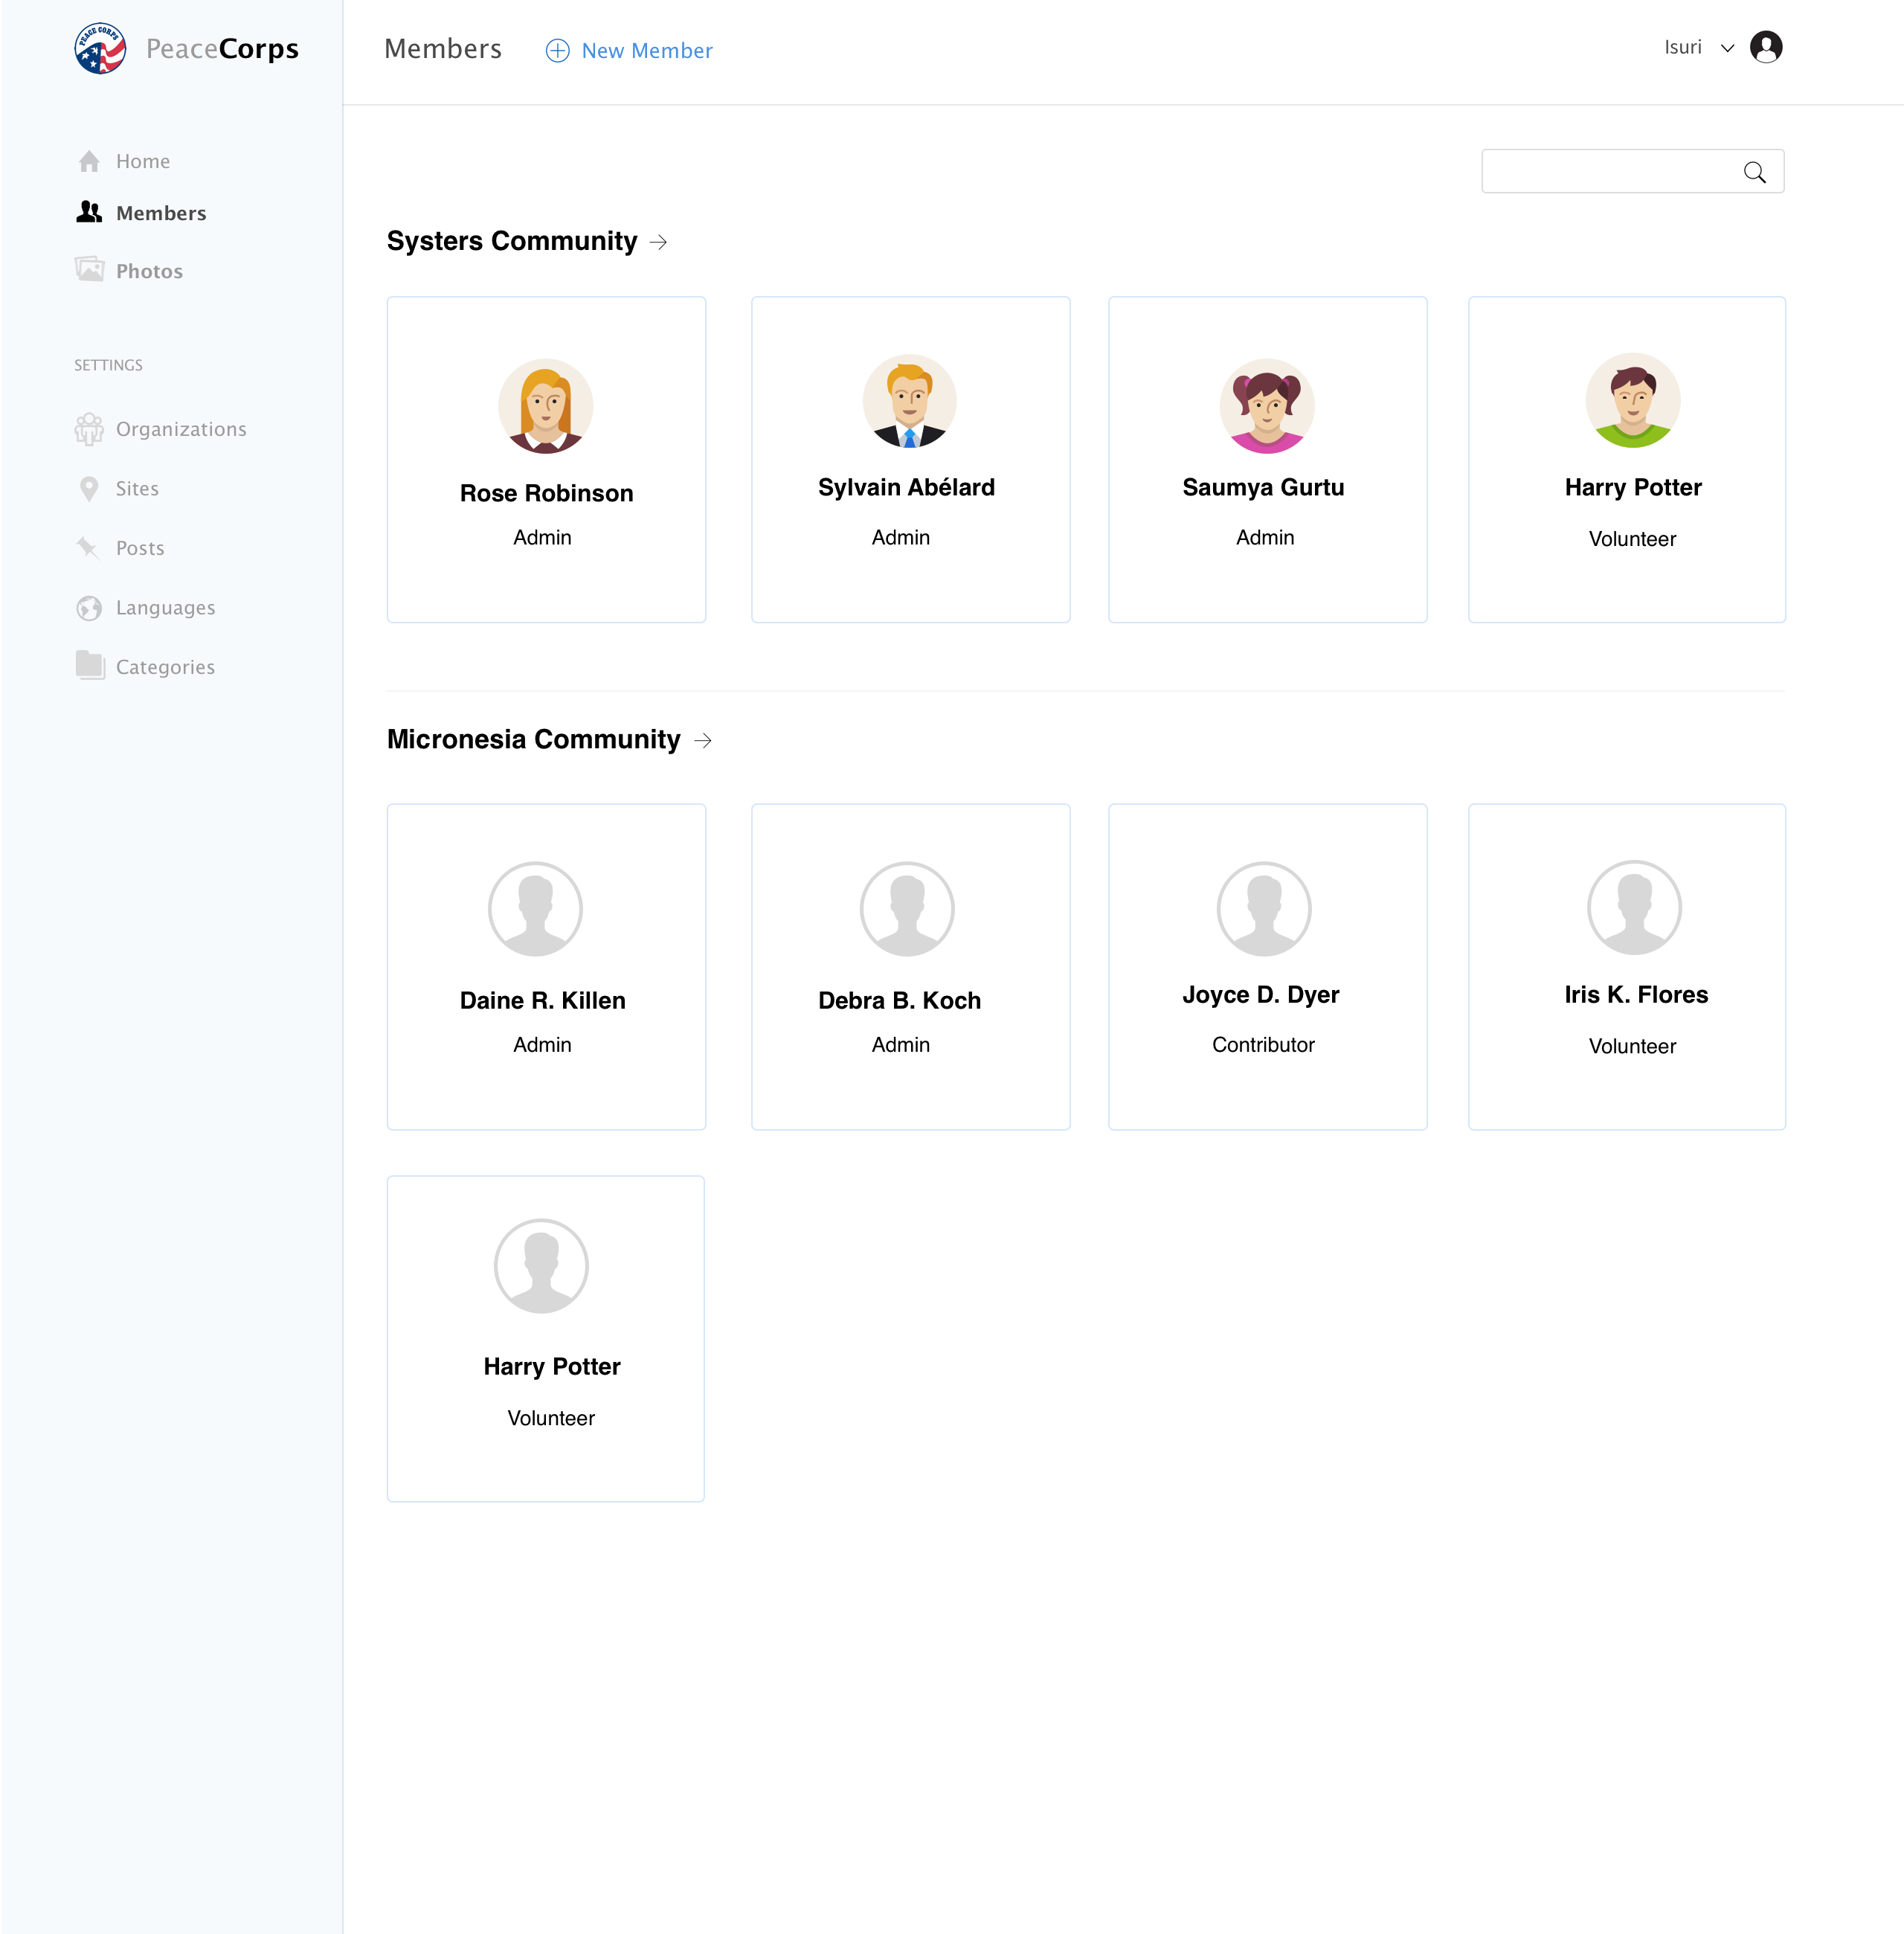 PEACE CORPS
PeaceCorps
Members
New Member
Isuri
Home
Members
Photos
SETTINGS
Organizations
Sites
Posts
Languages
Categories
Systers Community
Rose Robinson
Admin
Sylvain Abélard
Admin
Saumya Gurtu
Admin
Harry Potter
Volunteer
Micronesia Community
Daine R. Killen
Admin
Debra B. Koch
Admin
Joyce D. Dyer
Contributor
Iris K. Flores
Volunteer
Harry Potter
Volunteer